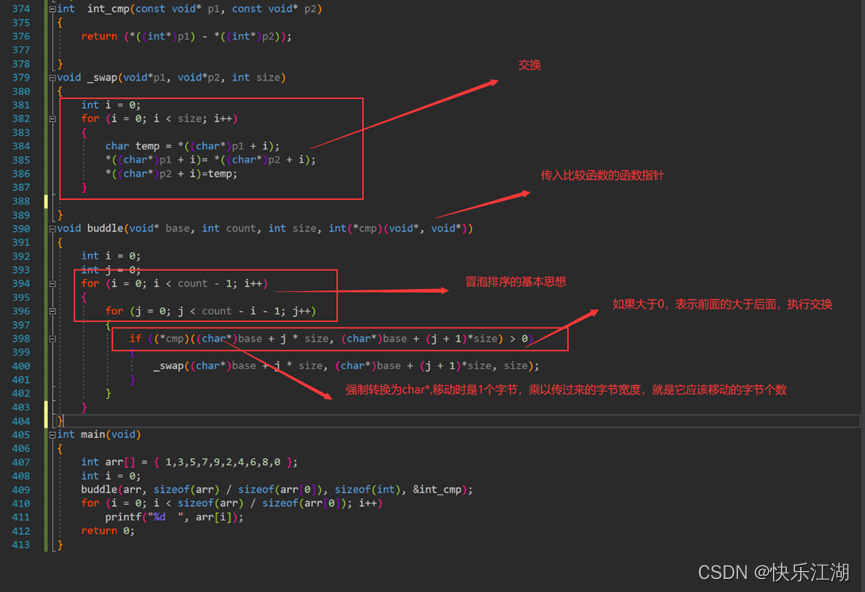 374 int  int_cmp(const void* p1, const void* p2)
375 {
376 return (*((int*)p1) - *((int*)p2));
377
378 }
379 void _swap(void*p1, void*p2, int size)
交换
380 {
381 int i = 0;
382 for (i = 0; i < size; i++)
383 {
384 char temp = *((char*)p1 + i);
385 *((char*)p1 + i)= *((char*)p2 + i);
386 *((char*)p2 + i)=temp;
传入比较函数的函数指针
387 }
388
389 }
390 void buddle(void* base, int count, int size, int(*cmp)(void*, void*))
391 {
392 int i = 0;
393 int j = 0;
394 for (i = 0; i < count - 1; i++)
冒泡排序的基本思想
395 {
396 for (j = 0; j < count - i - 1; j++)
如果大于0，表示前面的大于后面，执行交换
397 {
398 if ((*cmp)((char*)base + j * size, (char*)base + (j + 1)*size) > 0)
399 {
400 _swap((char*)base + j * size, (char*)base + (j + 1)*size, size);
401 }
402 }
强制转换为char*,移动时是1个字节，乘以传过来的字节宽度，就是它应该移动的字节个数
403 }
404 }
405 int main(void)
406 {
407 int arr[] = { 1,3,5,7,9,2,4,6,8,0 };
408 int i = 0;
409 buddle(arr, sizeof(arr) / sizeof(arr[0]), sizeof(int), &int_cmp);
410 for (i = 0; i < sizeof(arr) / sizeof(arr[0]); i++)
411 printf("%d  ", arr[i]);
412 return 0;
413 }
CSDN @快乐江湖